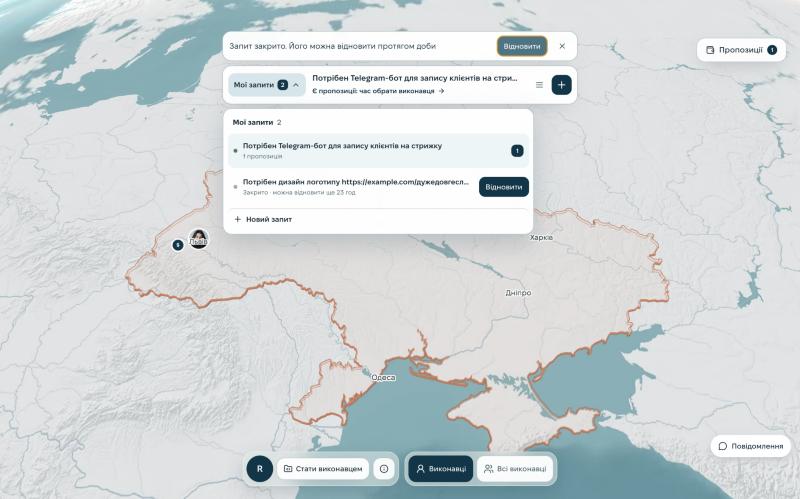 Запит закрито. Його можна відновити протягом доби
Відновити
Пропозиції 1
Мої запити 2
Потрібен Telegram-бот для запису клієнтів на стри...
Є пропозиції: час обрати виконавця →
Мої запити 2
Потрібен Telegram-бот для запису клієнтів на стрижку
1 пропозиція
1
Потрібен дизайн логотипу https://example.com/дужедовгесл...
Закрито · можна відновити ще 23 год
Відновити
+ Новий запит
Харків
5
Львів
Дніпро
Одеса
Повідомлення
R
Стати виконавцем
Виконавці
Всі виконавці